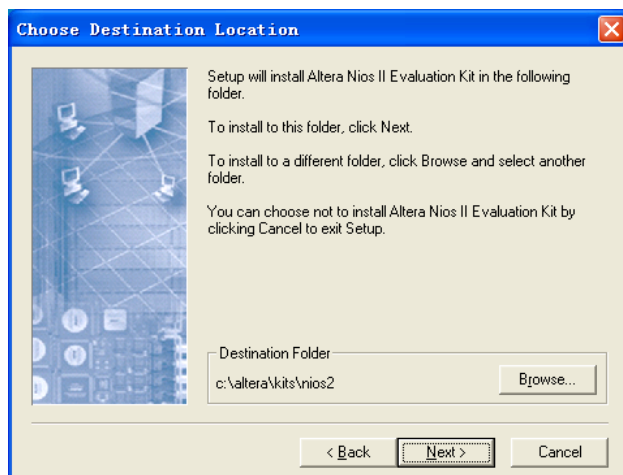 Choose Destination Location
Setup will install Altera Nios II Evaluation Kit in the following
folder.
To install to this folder, click Next.
To install to a different folder, click Browse and select another
folder.
You can choose not to install Altera Nios II Evaluation Kit by
clicking Cancel to exit Setup.
Destination Folder
c:\altera\kits\nios2
Browse...
< Back
Next >
Cancel